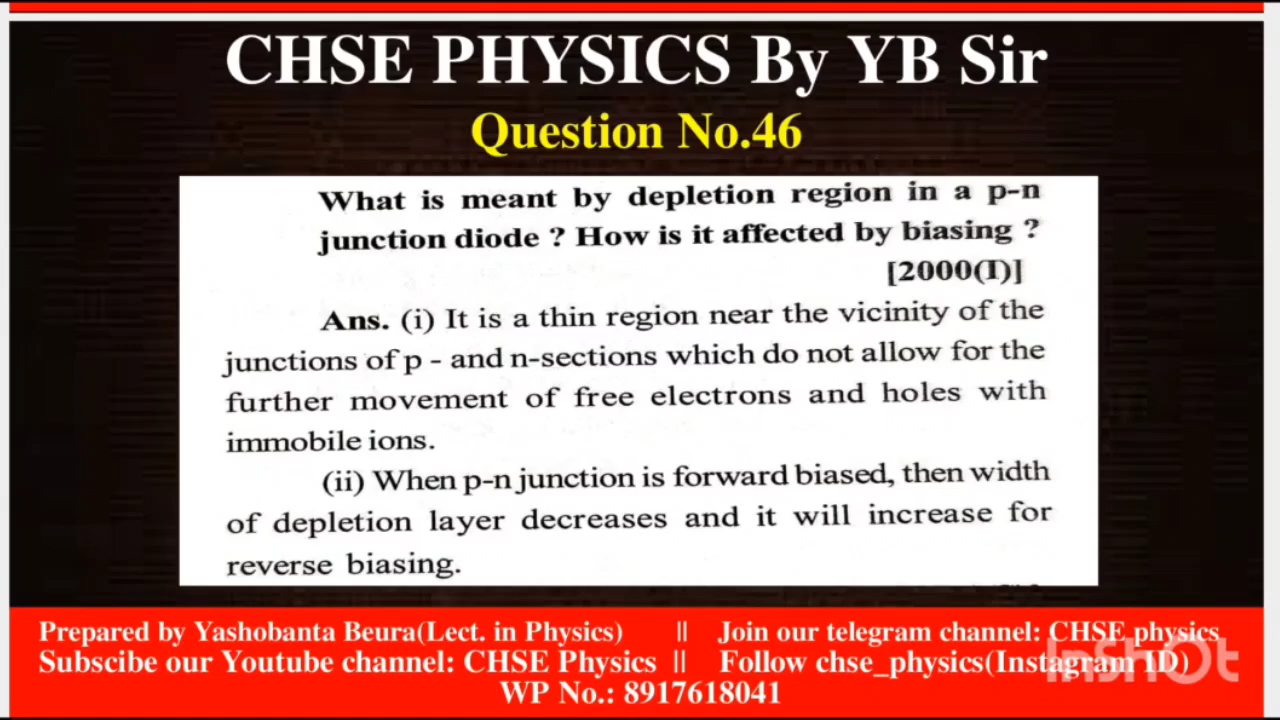 CHSE PHYSICS By YB Sir
Question No.46
What is meant by depletion region in a p-n
junction diode ? How is it affected by biasing ?
[2000(I)]
Ans. (i) It is a thin region near the vicinity of the
junctions of p - and n-sections which do not allow for the
further movement of free electrons and holes with
immobile ions.
(ii) When p-n junction is forward biased, then width
of depletion layer decreases and it will increase for
reverse biasing.
Prepared by Yashobanta Beura(Lect. in Physics) || Join our telegram channel: CHSE physics
Subscibe our Youtube channel: CHSE Physics || Follow chse_physics(Instagram ID)
WP No.: 8917618041
InShOt